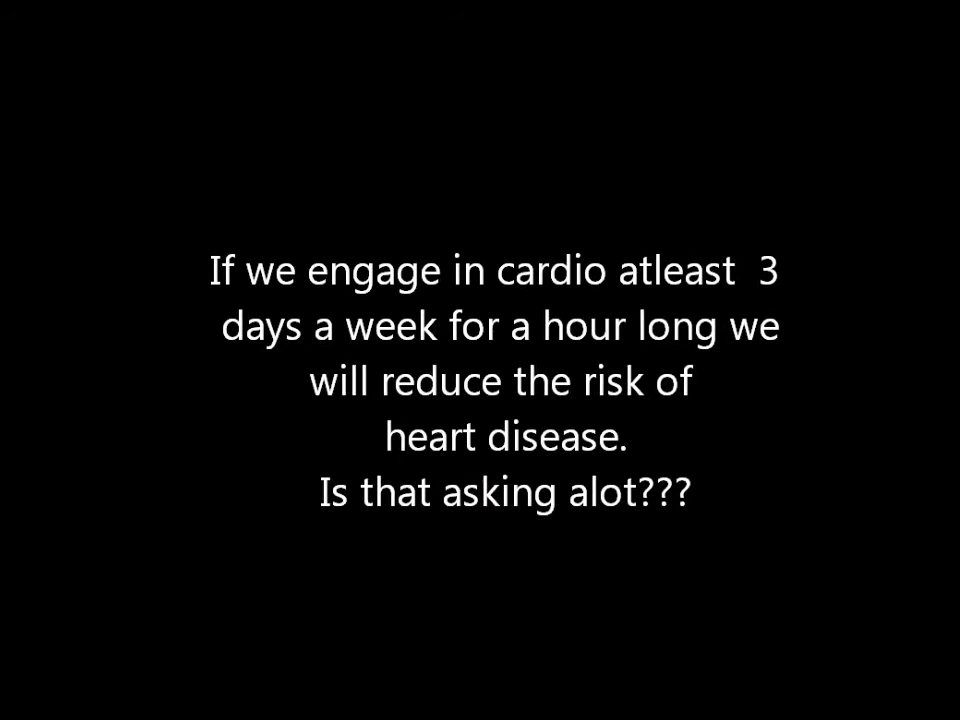 If we engage in cardio atleast  3
days a week for a hour long we
will reduce the risk of
heart disease.
Is that asking alot???